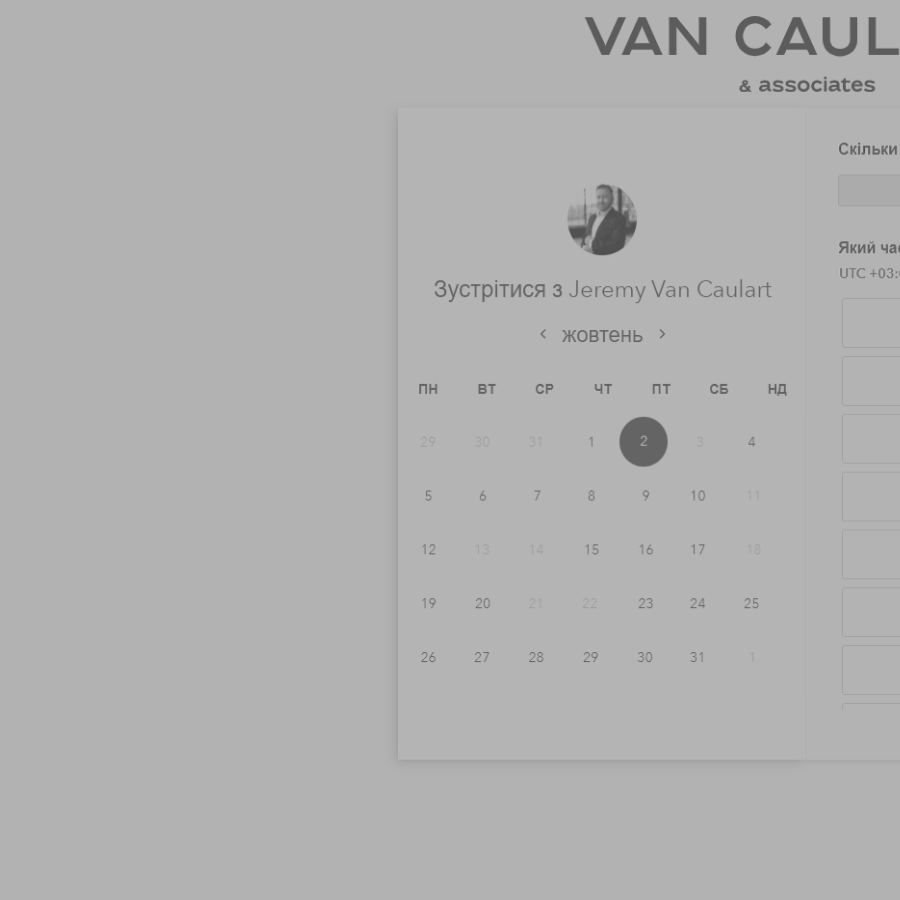 VAN CAUL
& associates
Зустрітися з Jeremy Van Caulart
жовтень
ПН ВТ СР ЧТ ПТ СБ НД
29 30 31 1 2 3 4
5 6 7 8 9 10 11
12 13 14 15 16 17 18
19 20 21 22 23 24 25
26 27 28 29 30 31 1
Скільки
Який час
UTC +03: